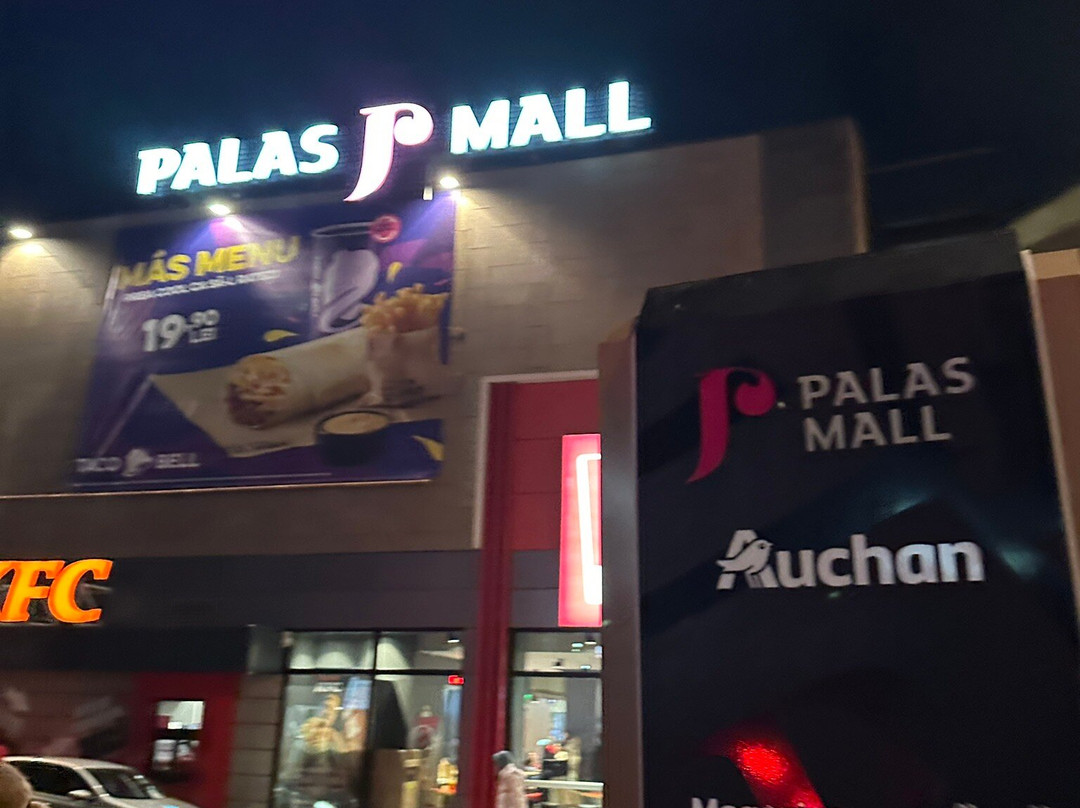 PALAS MALL
MÁS MENU
19,90
LEI
TACO BELL
KFC
PALAS
MALL
Auchan